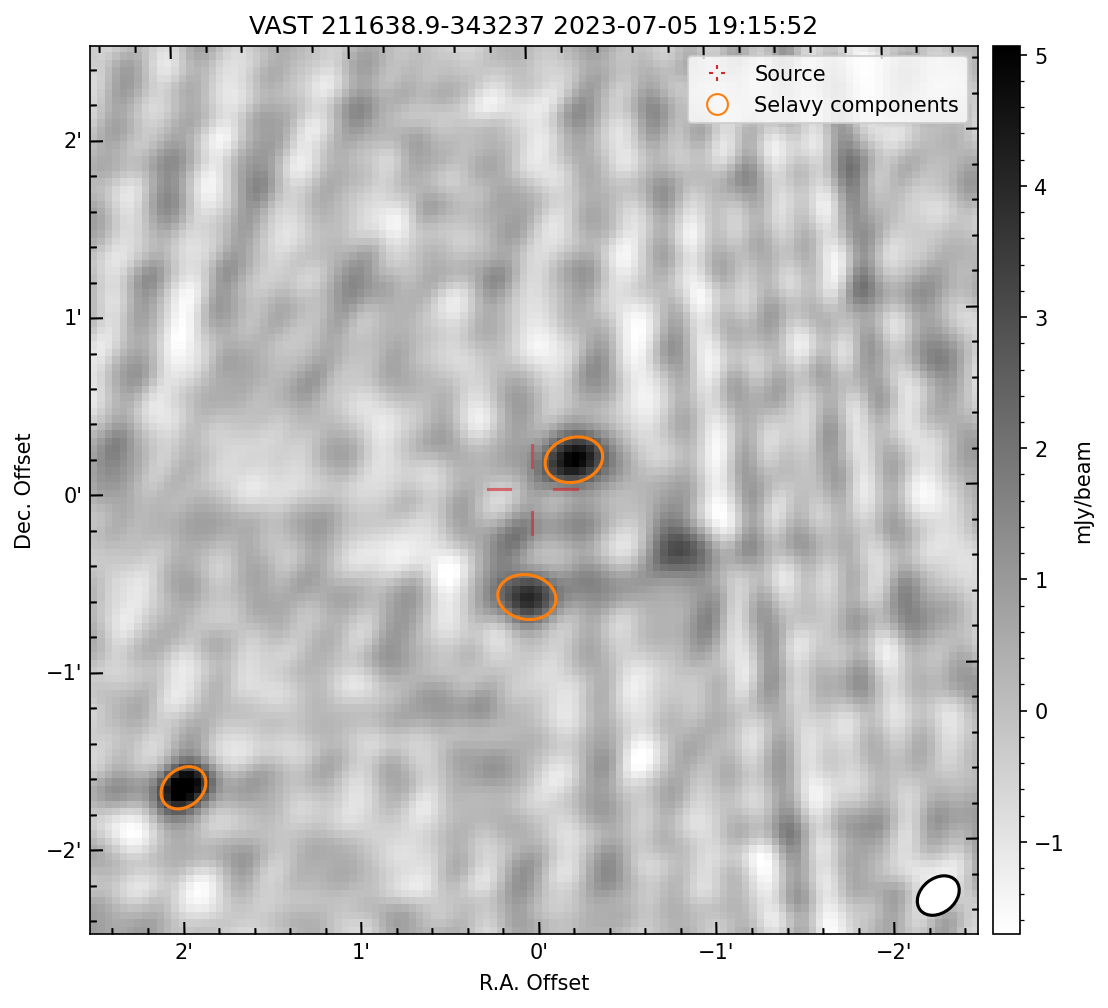 VAST 211638.9-343237 2023-07-05 19:15:52
Source
Selavy components
2'
1'
0'
−1'
−2'
Dec. Offset
2'
1'
0'
−1'
−2'
R.A. Offset
5
4
3
2
1
0
−1
mJy/beam